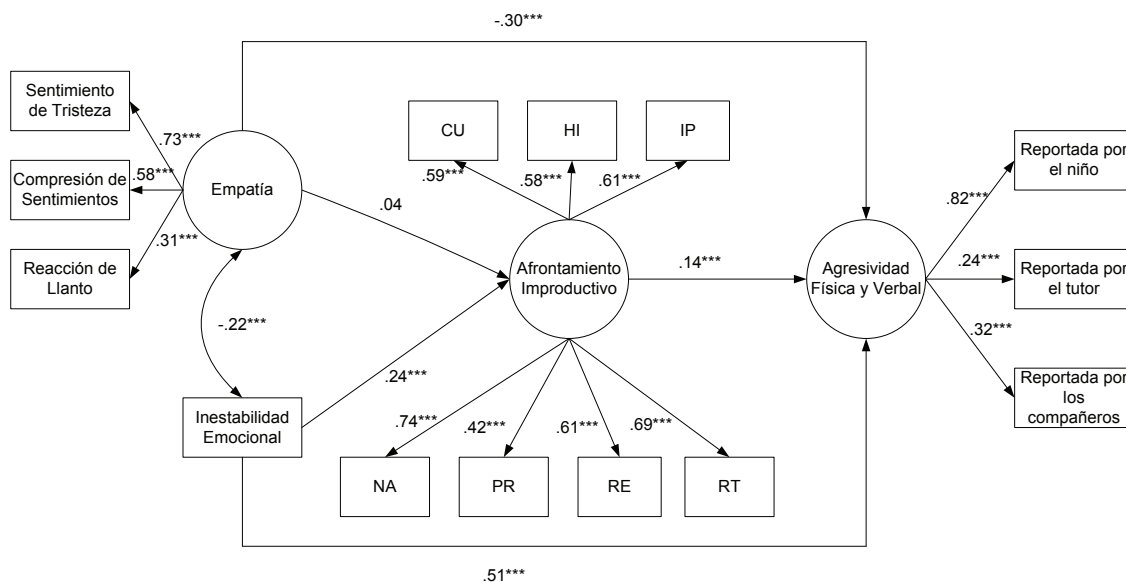 -.30***
Sentimiento
de Tristeza
.73***
Compresión de
Sentimientos
.58***
Reacción de
Llanto
.31***
Empatía
-.22***
Inestabilidad
Emocional
.04
.24***
CU
HI
IP
.59***
.58***
.61***
Afrontamiento
Improductivo
.14***
.74***
.42***
.61***
.69***
NA
PR
RE
RT
Agresividad
Física y Verbal
.82***
.24***
.32***
Reportada por
el niño
Reportada por
el tutor
Reportada por
los
compañeros
.51***